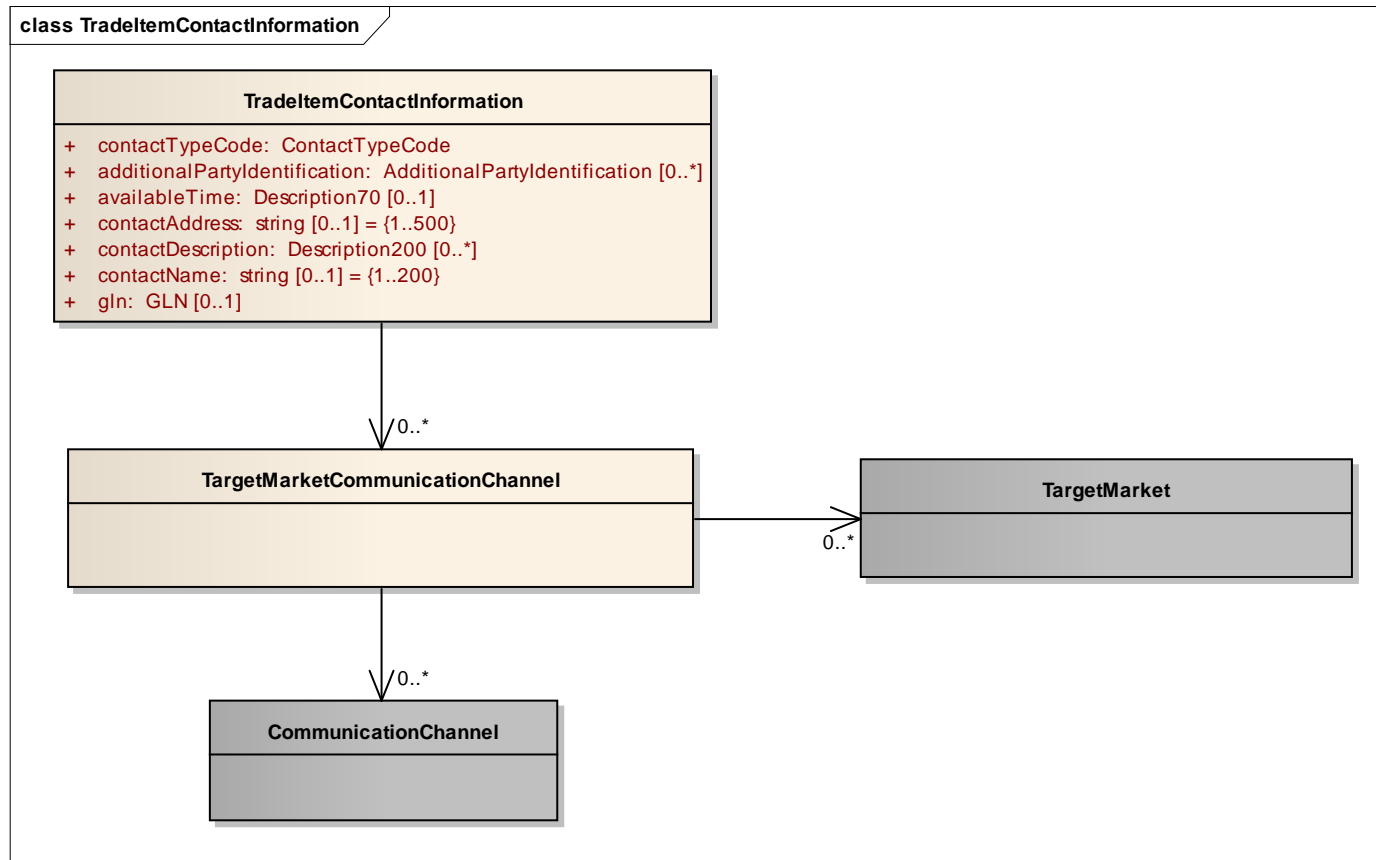 class TradeItemContactInformation
TradeItemContactInformation
+ contactTypeCode: ContactTypeCode
+ additionalPartyIdentification: AdditionalPartyIdentification [0..*]
+ availableTime: Description70 [0..1]
+ contactAddress: string [0..1] = {1..500}
+ contactDescription: Description200 [0..*]
+ contactName: string [0..1] = {1..200}
+ gln: GLN [0..1]
0..*
TargetMarketCommunicationChannel
TargetMarket
0..*
0..*
CommunicationChannel